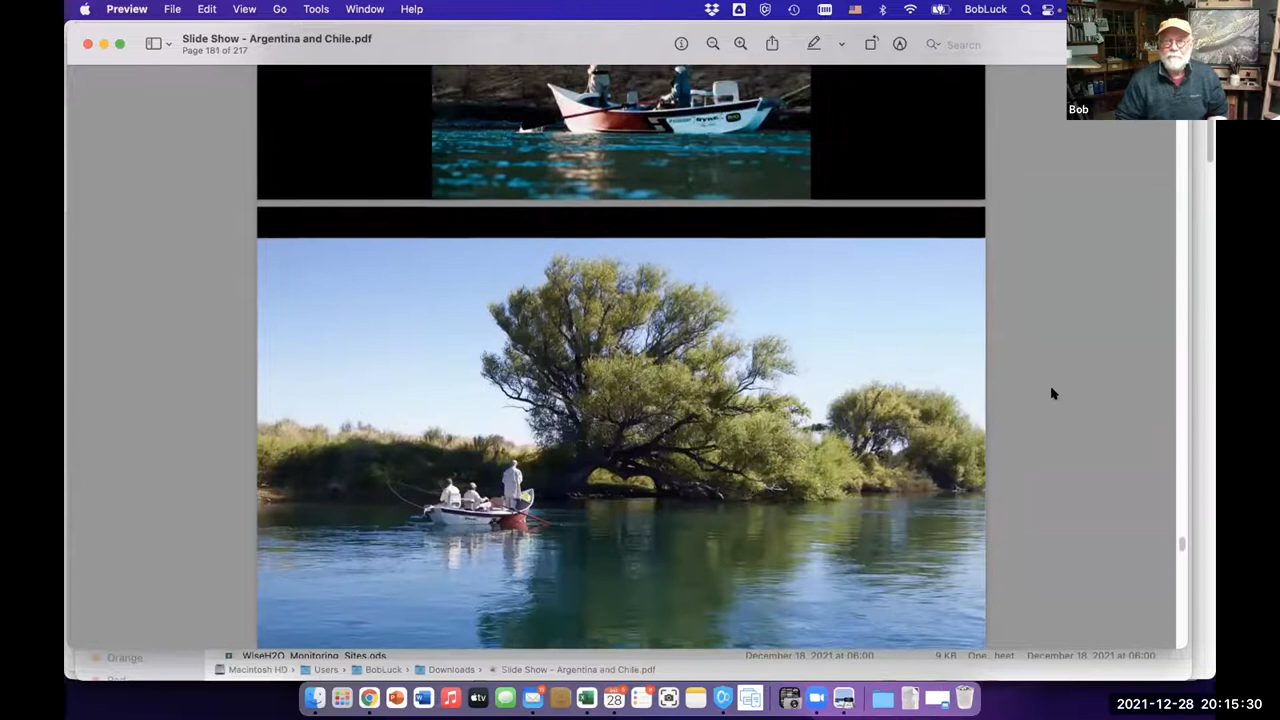 Preview File Edit View Go Tools Window Help BobLuck
Slide Show - Argentina and Chile.pdf
Page 181 of 217
Search
Bob
Orange
WiseH2O_Monitoring_Sites.ods December 18, 2021 at 06:00 9 KB December 18, 2021 at 06:00
Macintosh HD Users BobLuck Downloads Slide Show - Argentina and Chile.pdf
28
2021-12-28 20:15:30